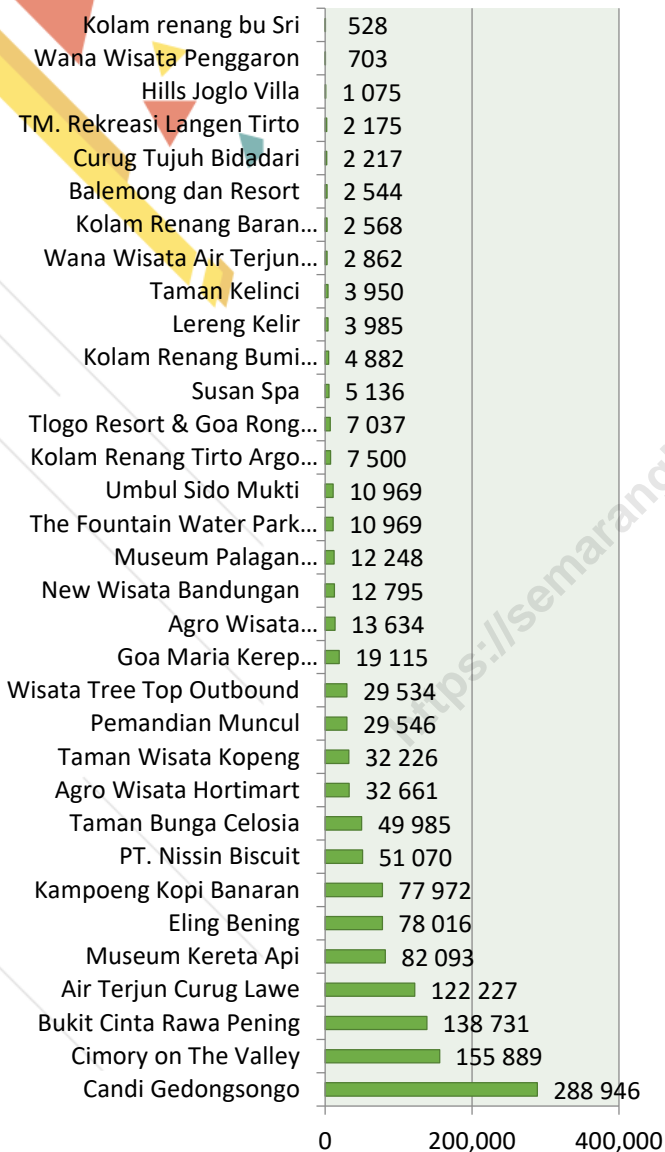 Kolam renang bu Sri 528
Wana Wisata Penggaron 703
Hills Joglo Villa 1 075
TM. Rekreasi Langen Tirto 2 175
Curug Tujuh Bidadari 2 217
Balemong dan Resort 2 544
Kolam Renang Baran... 2 568
Wana Wisata Air Terjun... 2 862
Taman Kelinci 3 950
Lereng Kelir 3 985
Kolam Renang Bumi... 4 882
Susan Spa 5 136
Tlogo Resort & Goa Rong... 7 037
Kolam Renang Tirto Argo... 7 500
Umbul Sido Mukti 10 969
The Fountain Water Park... 10 969
Museum Palagan... 12 248
New Wisata Bandungan 12 795
Agro Wisata... 13 634
Goa Maria Kerep... 19 115
Wisata Tree Top Outbound 29 534
Pemandian Muncul 29 546
Taman Wisata Kopeng 32 226
Agro Wisata Hortimart 32 661
Taman Bunga Celosia 49 985
PT. Nissin Biscuit 51 070
Kampoeng Kopi Banaran 77 972
Eling Bening 78 016
Museum Kereta Api 82 093
Air Terjun Curug Lawe 122 227
Bukit Cinta Rawa Pening 138 731
Cimory on The Valley 155 889
Candi Gedongsongo 288 946
0 200,000 400,000
https://semarang